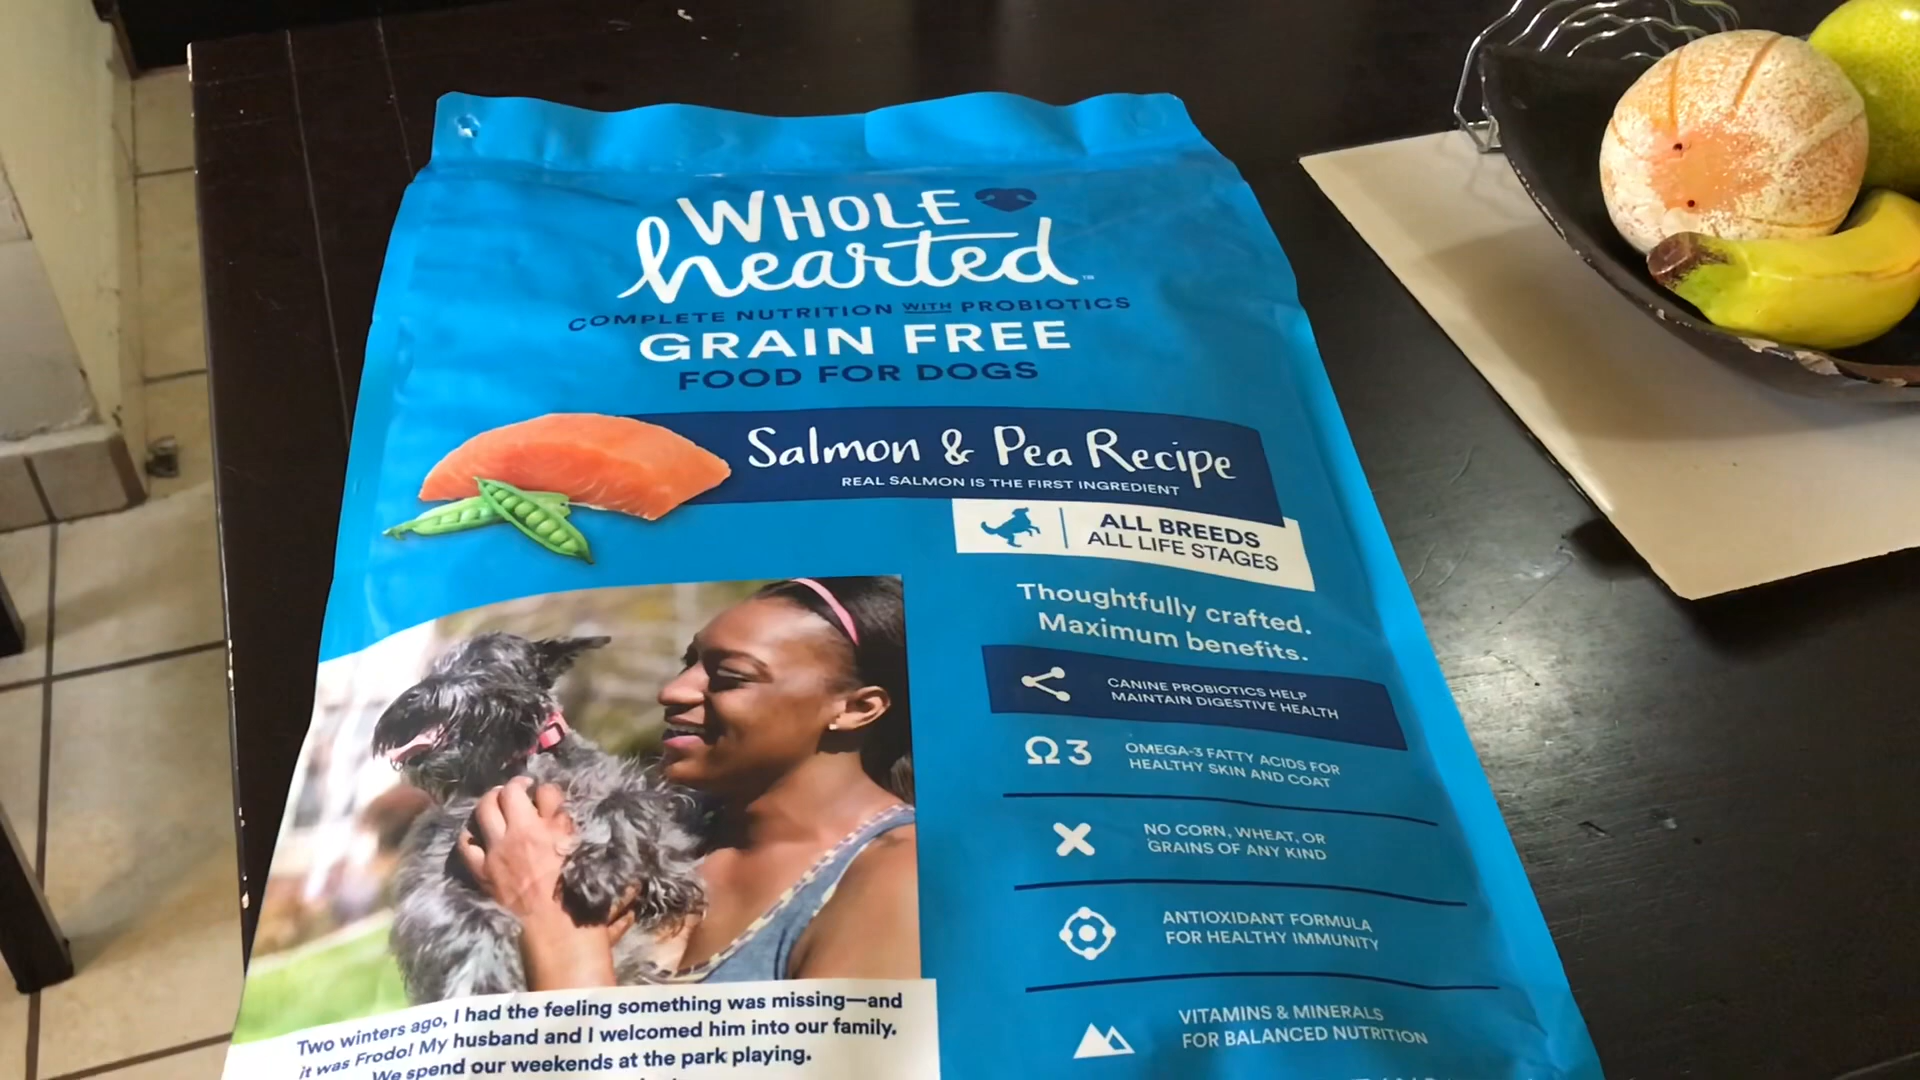 WHOLE
hearted™
COMPLETE NUTRITION WITH PROBIOTICS
GRAIN FREE
FOOD FOR DOGS
Salmon & Pea Recipe
REAL SALMON IS THE FIRST INGREDIENT
ALL BREEDS
ALL LIFE STAGES
Thoughtfully crafted.
Maximum benefits.
CANINE PROBIOTICS HELP
MAINTAIN DIGESTIVE HEALTH
Ω3
OMEGA-3 FATTY ACIDS FOR
HEALTHY SKIN AND COAT
NO CORN, WHEAT, OR
GRAINS OF ANY KIND
ANTIOXIDANT FORMULA
FOR HEALTHY IMMUNITY
VITAMINS & MINERALS
FOR BALANCED NUTRITION
Two winters ago, I had the feeling something was missing—and
it was Frodo! My husband and I welcomed him into our family.
We spend our weekends at the park playing.